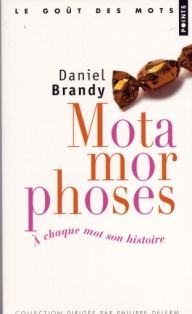 LE GOÛT DES MOTS
POINTS
Daniel
Brandy
Mota
mor
phoses
À chaque mot son histoire
COLLECTION DIRIGÉE PAR PHILIPPE DELERM